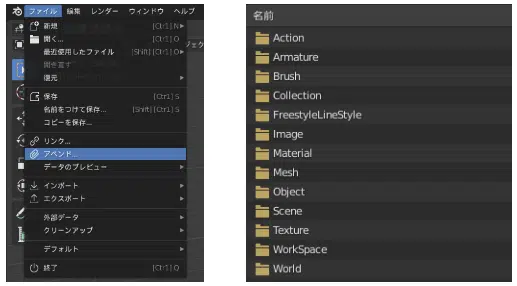 ファイル 編集 レンダー ウィンドウ ヘルプ
新規 [Ctrl] N
開く... [Ctrl] O
最近使用したファイル [Shift] [Ctrl] O
ジェク
開き直す
復元
保存 [Ctrl] S
名前をつけて保存... [Shift] [Ctrl] S
コピーを保存...
リンク...
アペンド...
データのプレビュー
インポート
エクスポート
外部データ
クリーンアップ
デフォルト
終了 [Ctrl] Q
名前
Action
Armature
Brush
Collection
FreestyleLineStyle
Image
Material
Mesh
Object
Scene
Texture
WorkSpace
World